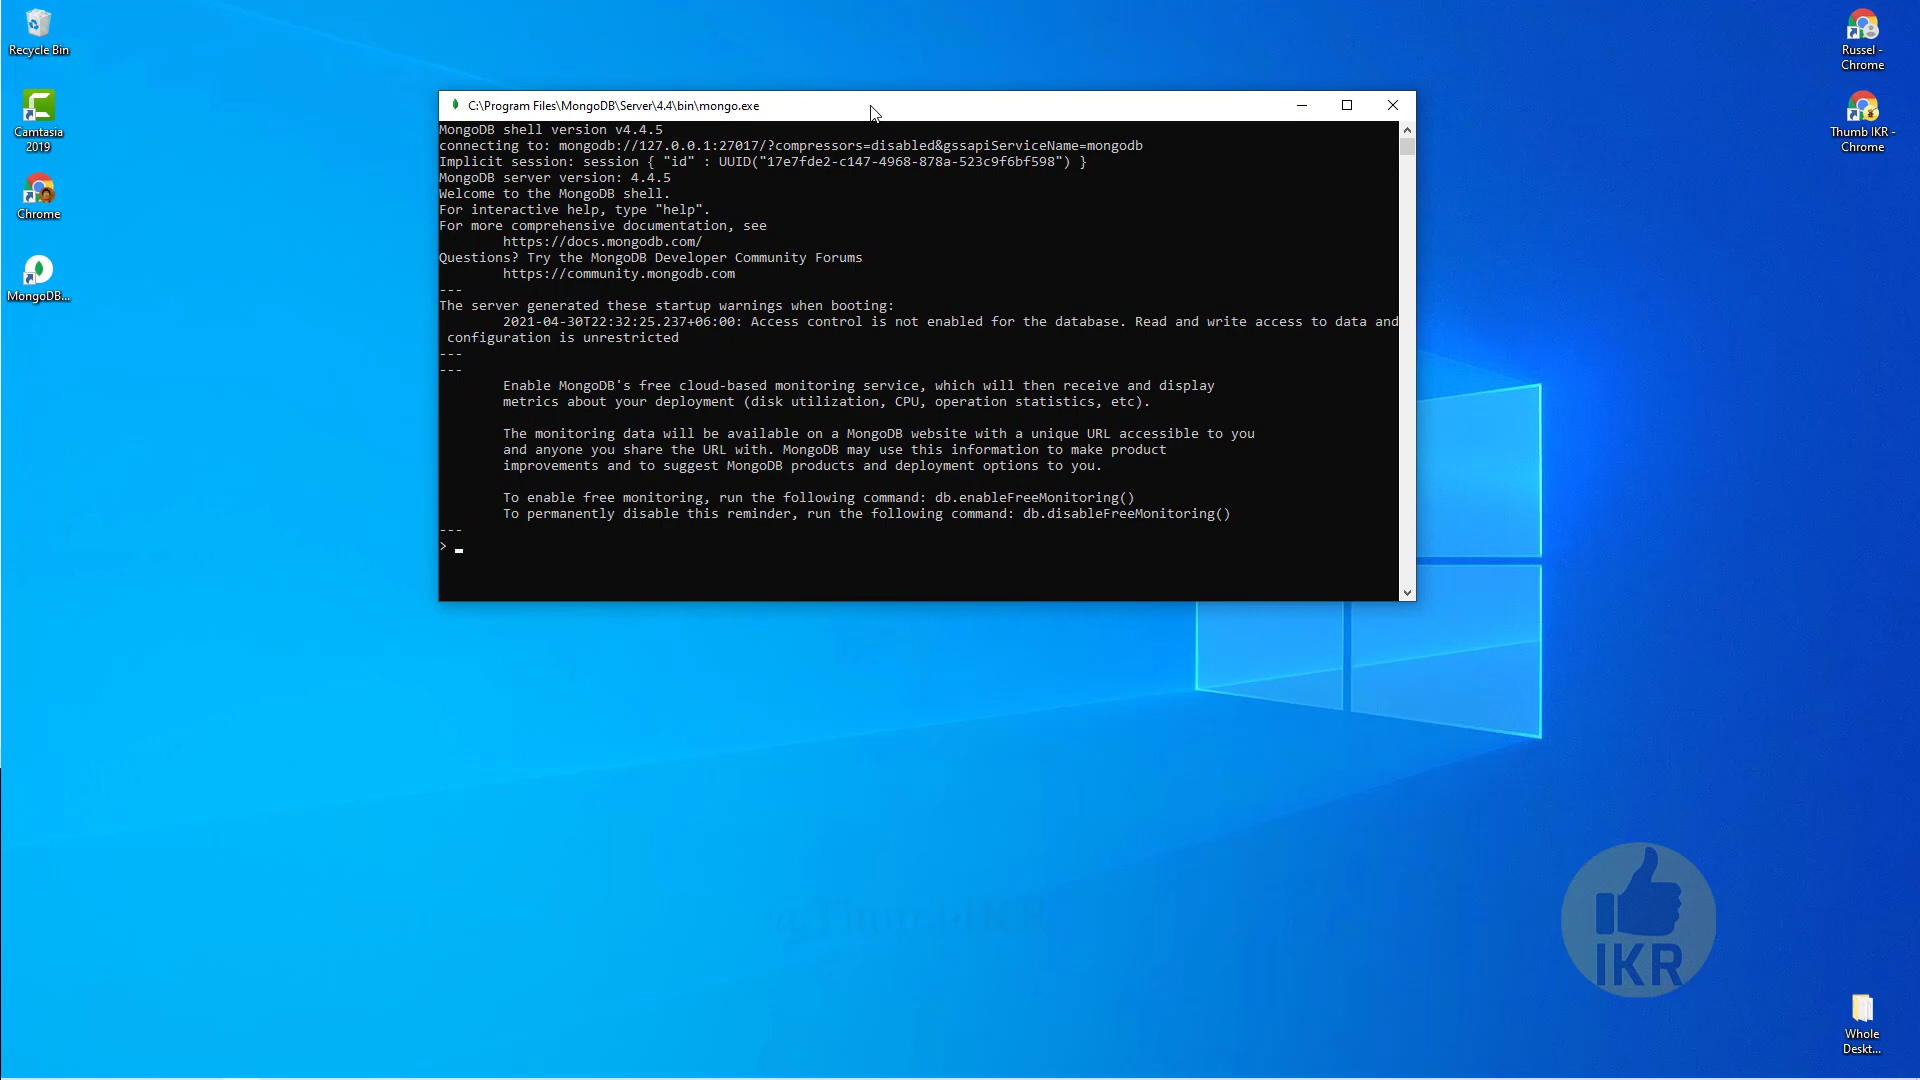 Recycle Bin
Camtasia
2019
Chrome
MongoDB...
C:\Program Files\MongoDB\Server\4.4\bin\mongo.exe
MongoDB shell version v4.4.5
connecting to: mongodb://127.0.0.1:27017/?compressors=disabled&gssapiServiceName=mongodb
Implicit session: session { "id" : UUID("17e7fde2-c147-4968-878a-523c9f6bf598") }
MongoDB server version: 4.4.5
Welcome to the MongoDB shell.
For interactive help, type "help".
For more comprehensive documentation, see
https://docs.mongodb.com/
Questions? Try the MongoDB Developer Community Forums
https://community.mongodb.com
---
The server generated these startup warnings when booting:
2021-04-30T22:32:25.237+06:00: Access control is not enabled for the database. Read and write access to data and
configuration is unrestricted
---
---
Enable MongoDB's free cloud-based monitoring service, which will then receive and display
metrics about your deployment (disk utilization, CPU, operation statistics, etc).
The monitoring data will be available on a MongoDB website with a unique URL accessible to you
and anyone you share the URL with. MongoDB may use this information to make product
improvements and to suggest MongoDB products and deployment options to you.
To enable free monitoring, run the following command: db.enableFreeMonitoring()
To permanently disable this reminder, run the following command: db.disableFreeMonitoring()
---
>
Russel -
Chrome
Thumb IKR -
Chrome
@ThumbIKR
IKR
Whole
Deskt...